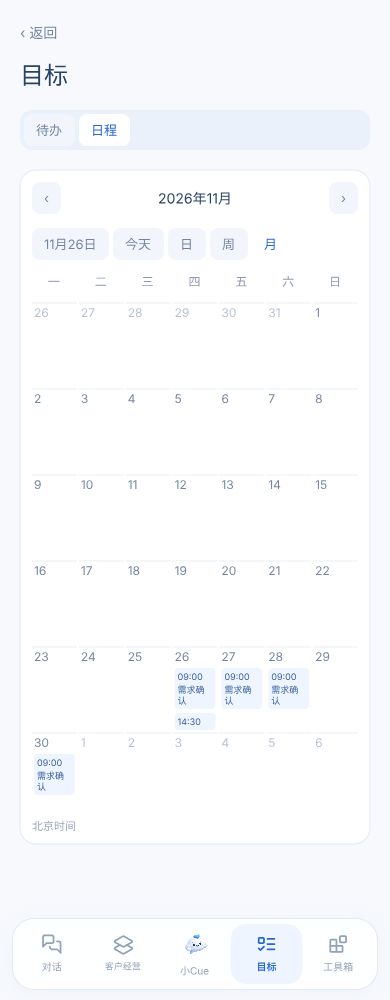 ‹ 返回
目标
待办 日程
‹ 2026年11月 ›
11月26日 今天 日 周 月
一 二 三 四 五 六 日
26 27 28 29 30 31 1
2 3 4 5 6 7 8
9 10 11 12 13 14 15
16 17 18 19 20 21 22
23 24 25 26 27 28 29
09:00 09:00 09:00
需求确 需求确 需求确
认 认 认
14:30
30 1 2 3 4 5 6
09:00
需求确
认
北京时间
对话 客户经营 小Cue 目标 工具箱